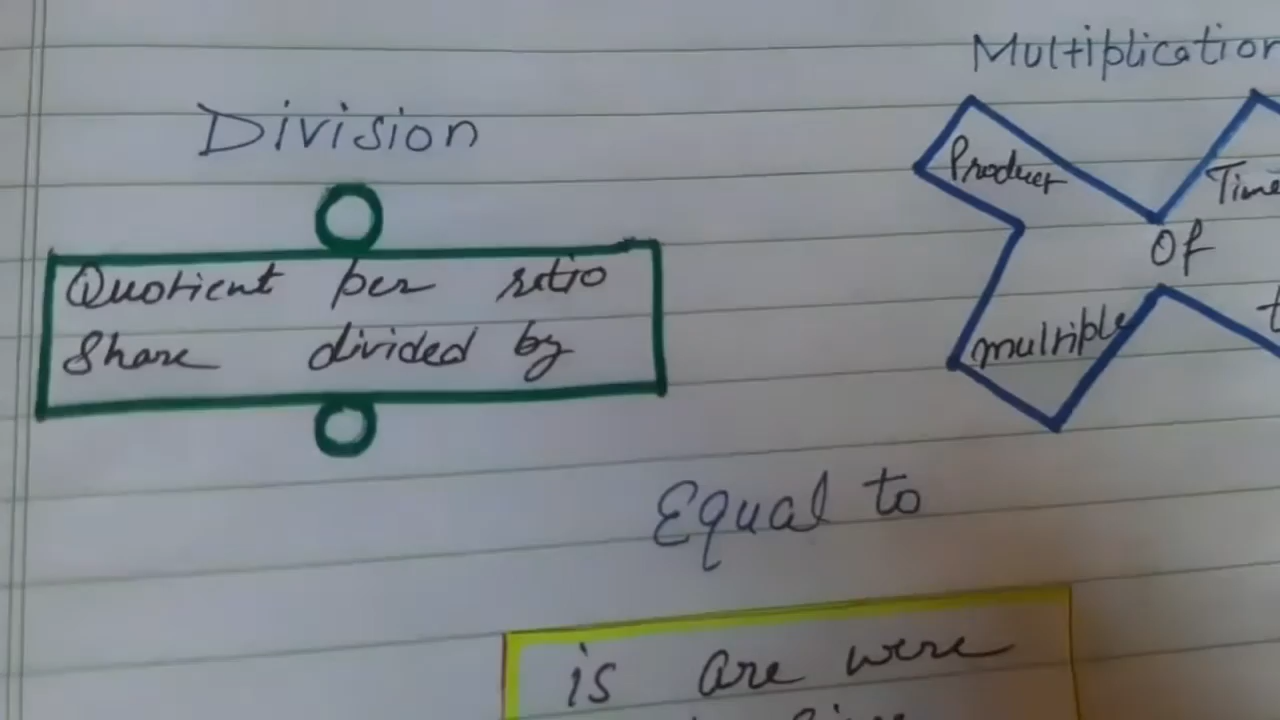 Multiplication
Division
Product
Time
Of
Quotient per ratio
Share divided by
multiple
Equal to
is are were